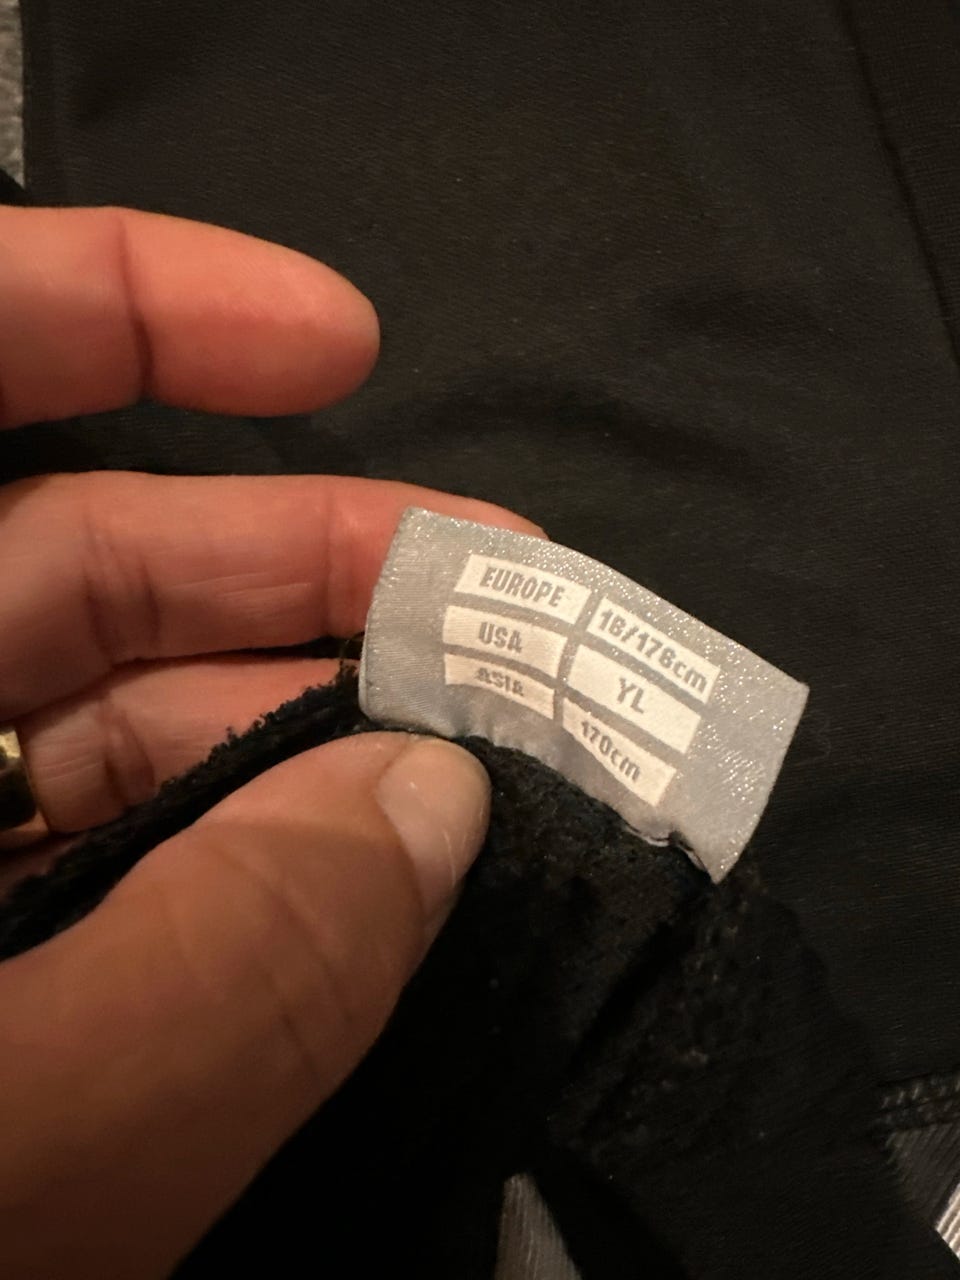 EUROPE 16/176cm
USA YL
ASIA 170cm